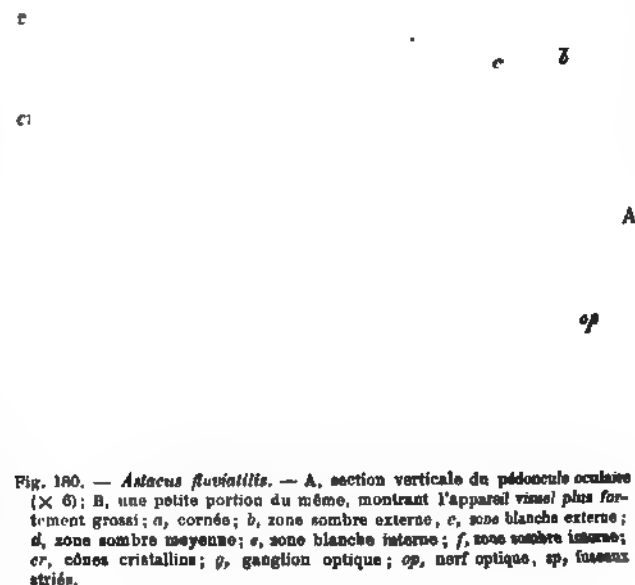 c b
A
op
Fig. 180. — Astacus fluviatilis. — A, section verticale du pédoncule oculaire
(× 6); B, une petite portion du même, montrant l'appareil visuel plus for-
tement grossi; a, cornée; b, zone sombre externe, c, zone blanche externe;
d, zone sombre moyenne; e, zone blanche interne; f, zone sombre interne;
cr, cônes cristallins; g, ganglion optique; op, nerf optique, sp, fuseaux
striés.